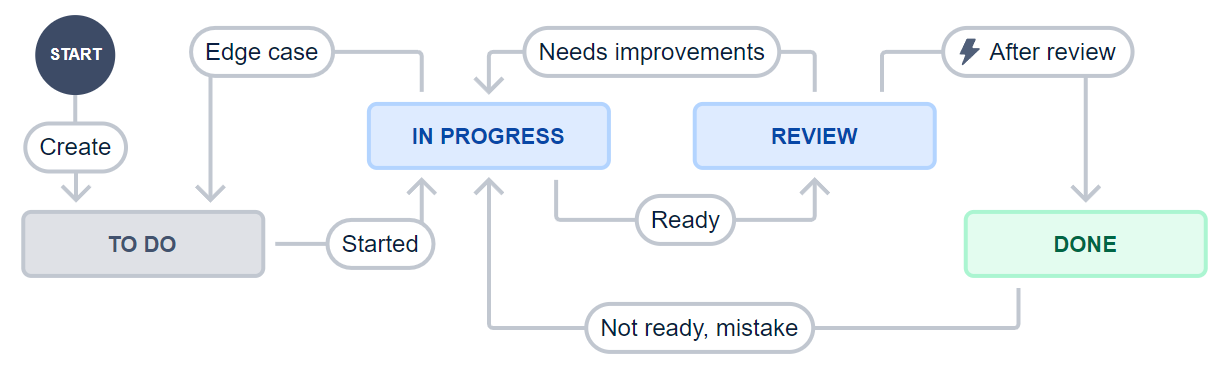 START
Edge case
Needs improvements
After review
Create
IN PROGRESS
REVIEW
TO DO
Started
Ready
DONE
Not ready, mistake